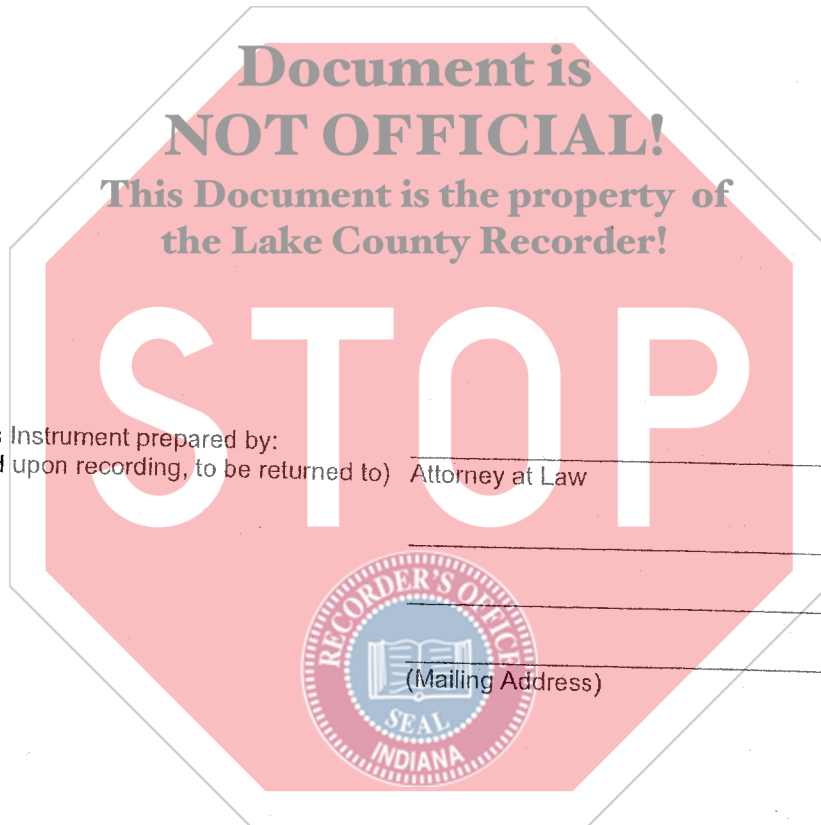 Document is
NOT OFFICIAL!
This Document is the property of
the Lake County Recorder!
STOP
Instrument prepared by:
upon recording, to be returned to) Attorney at Law
(Mailing Address)
RECORDER'S OFFICE
SEAL
INDIANA